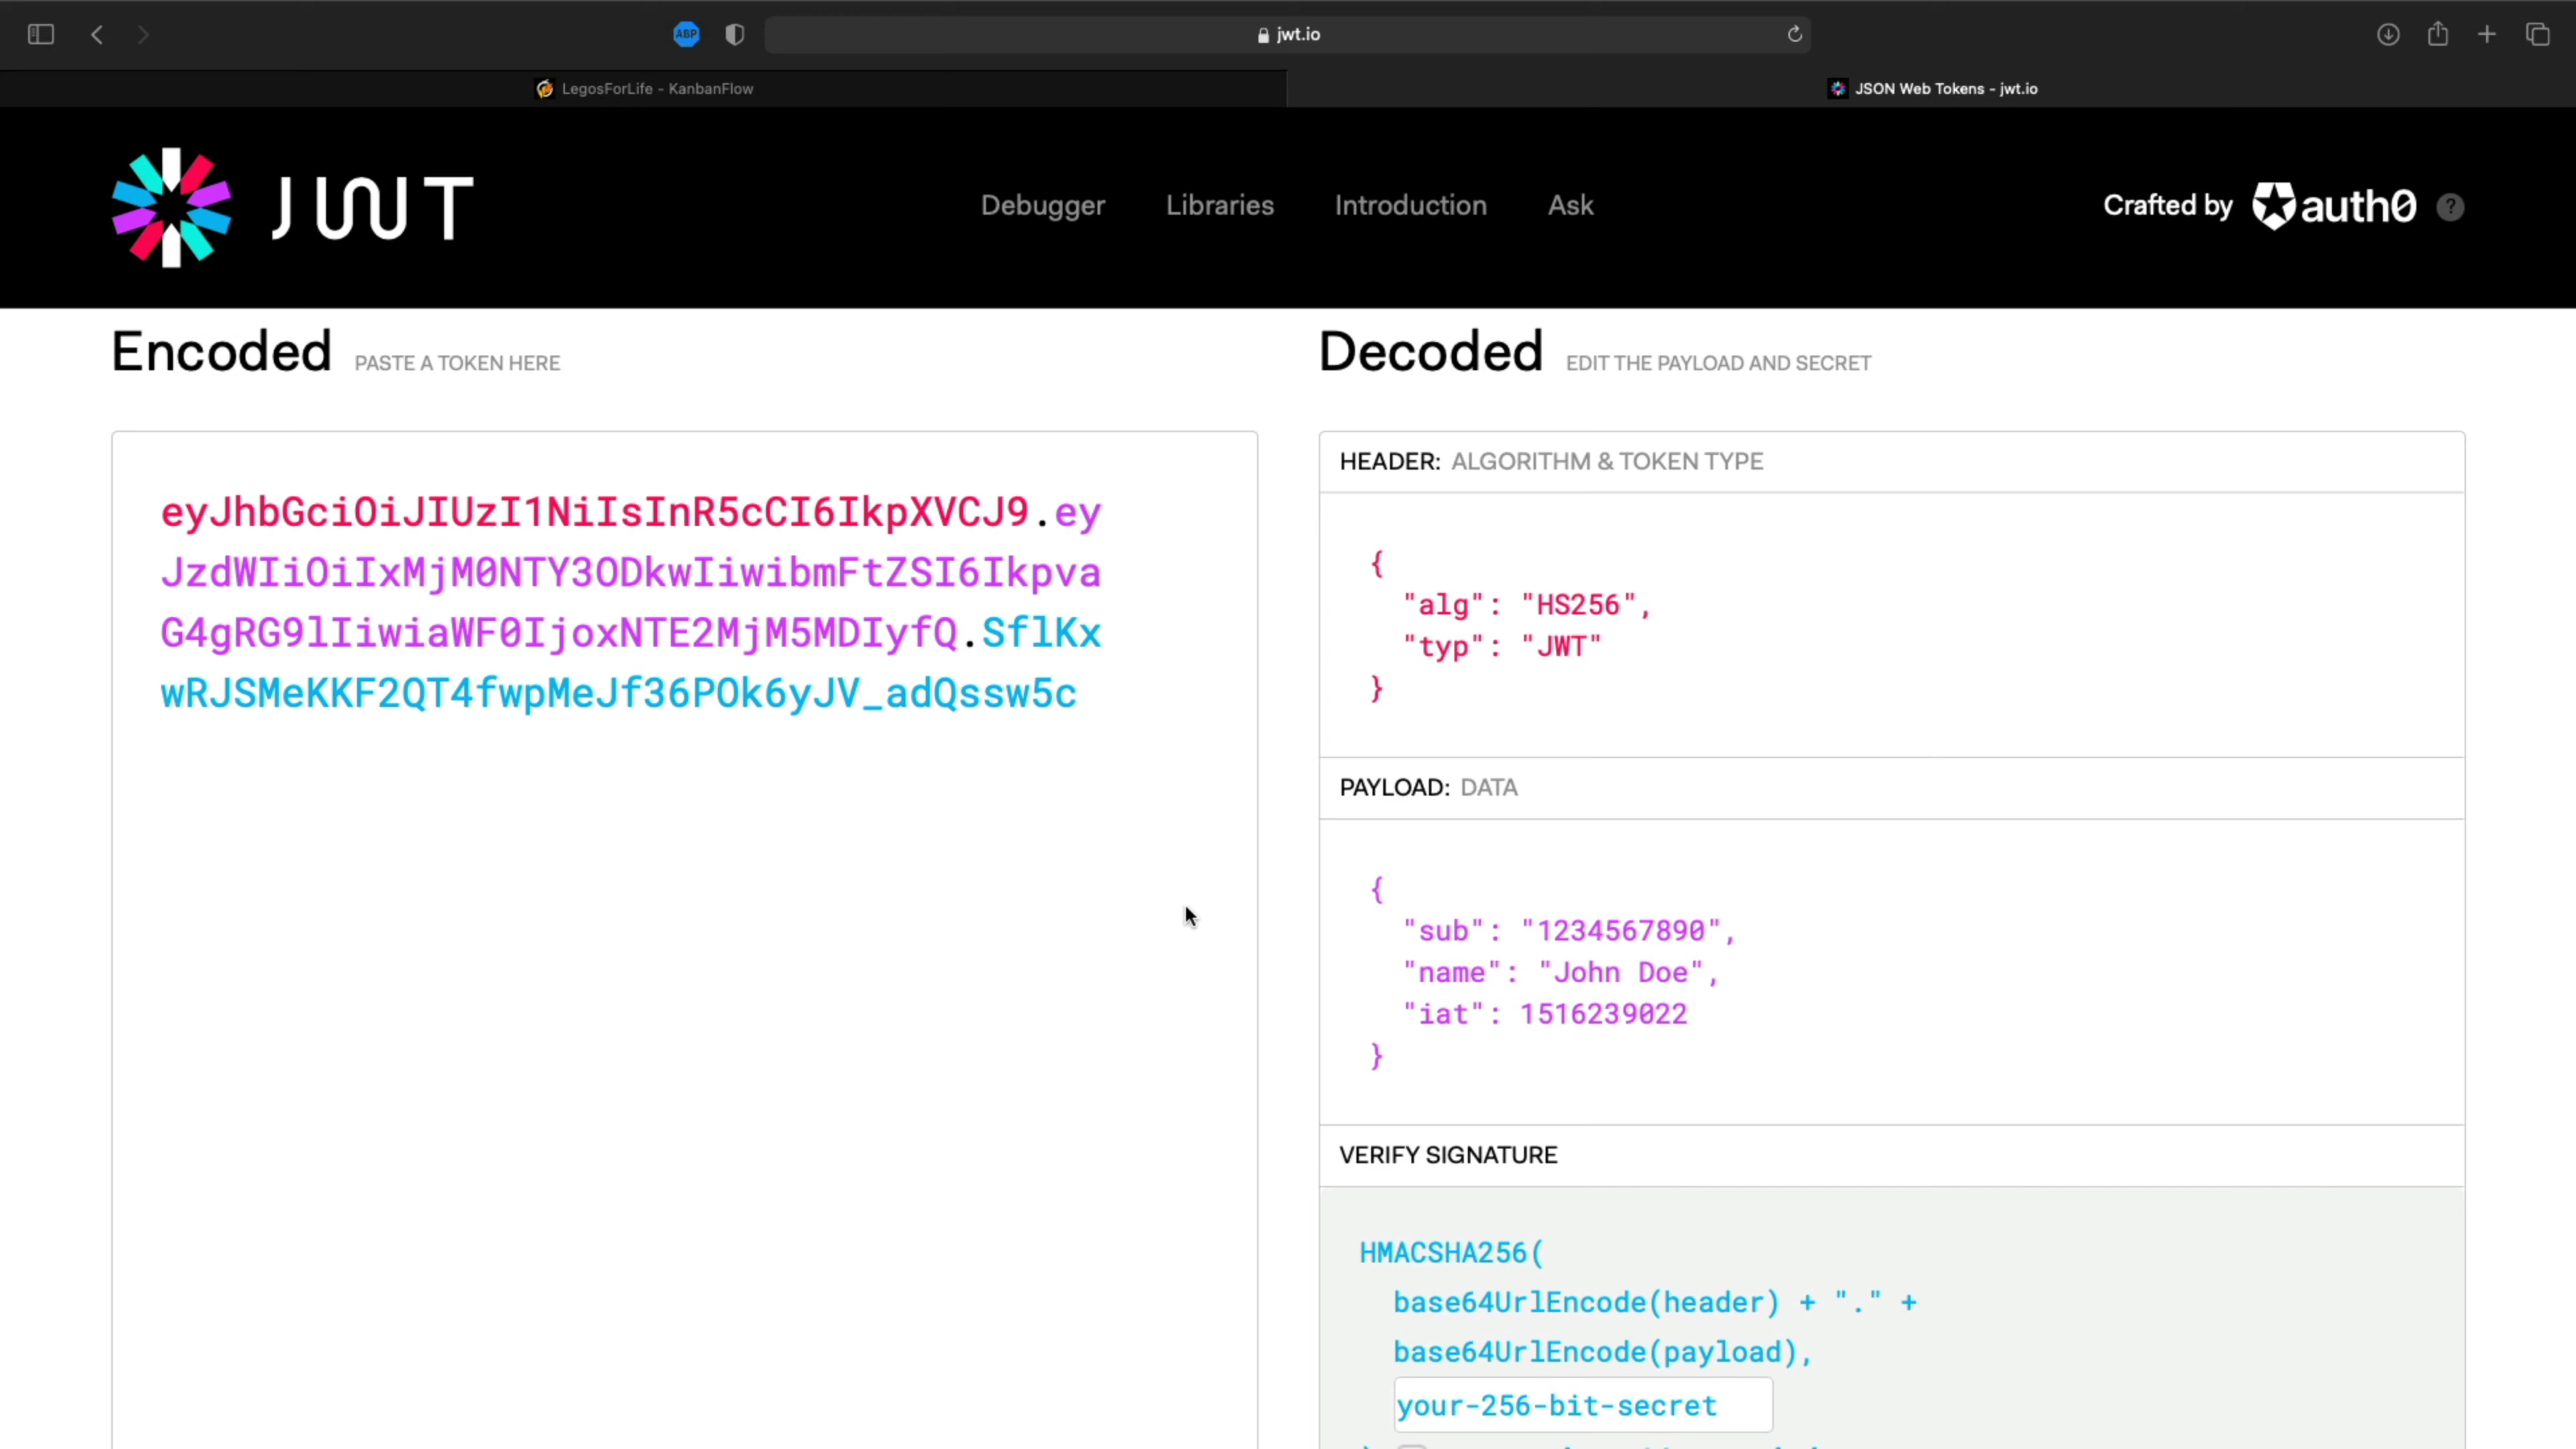 ABP
jwt.io
LegosForLife - KanbanFlow
JSON Web Tokens - jwt.io
JWT
Debugger
Libraries
Introduction
Ask
Crafted by auth0 ?
Encoded PASTE A TOKEN HERE
Decoded EDIT THE PAYLOAD AND SECRET
eyJhbGciOiJIUzI1NiIsInR5cCI6IkpXVCJ9.ey
JzdWIiOiIxMjM0NTY3ODkwIiwibmFtZSI6Ikpva
G4gRG9lIiwiaWF0IjoxNTE2MjM5MDIyfQ.SflKx
wRJSMeKKF2QT4fwpMeJf36POk6yJV_adQssw5c
HEADER: ALGORITHM & TOKEN TYPE
{
"alg": "HS256",
"typ": "JWT"
}
PAYLOAD: DATA
{
"sub": "1234567890",
"name": "John Doe",
"iat": 1516239022
}
VERIFY SIGNATURE
HMACSHA256(
base64UrlEncode(header) + "." +
base64UrlEncode(payload),
your-256-bit-secret